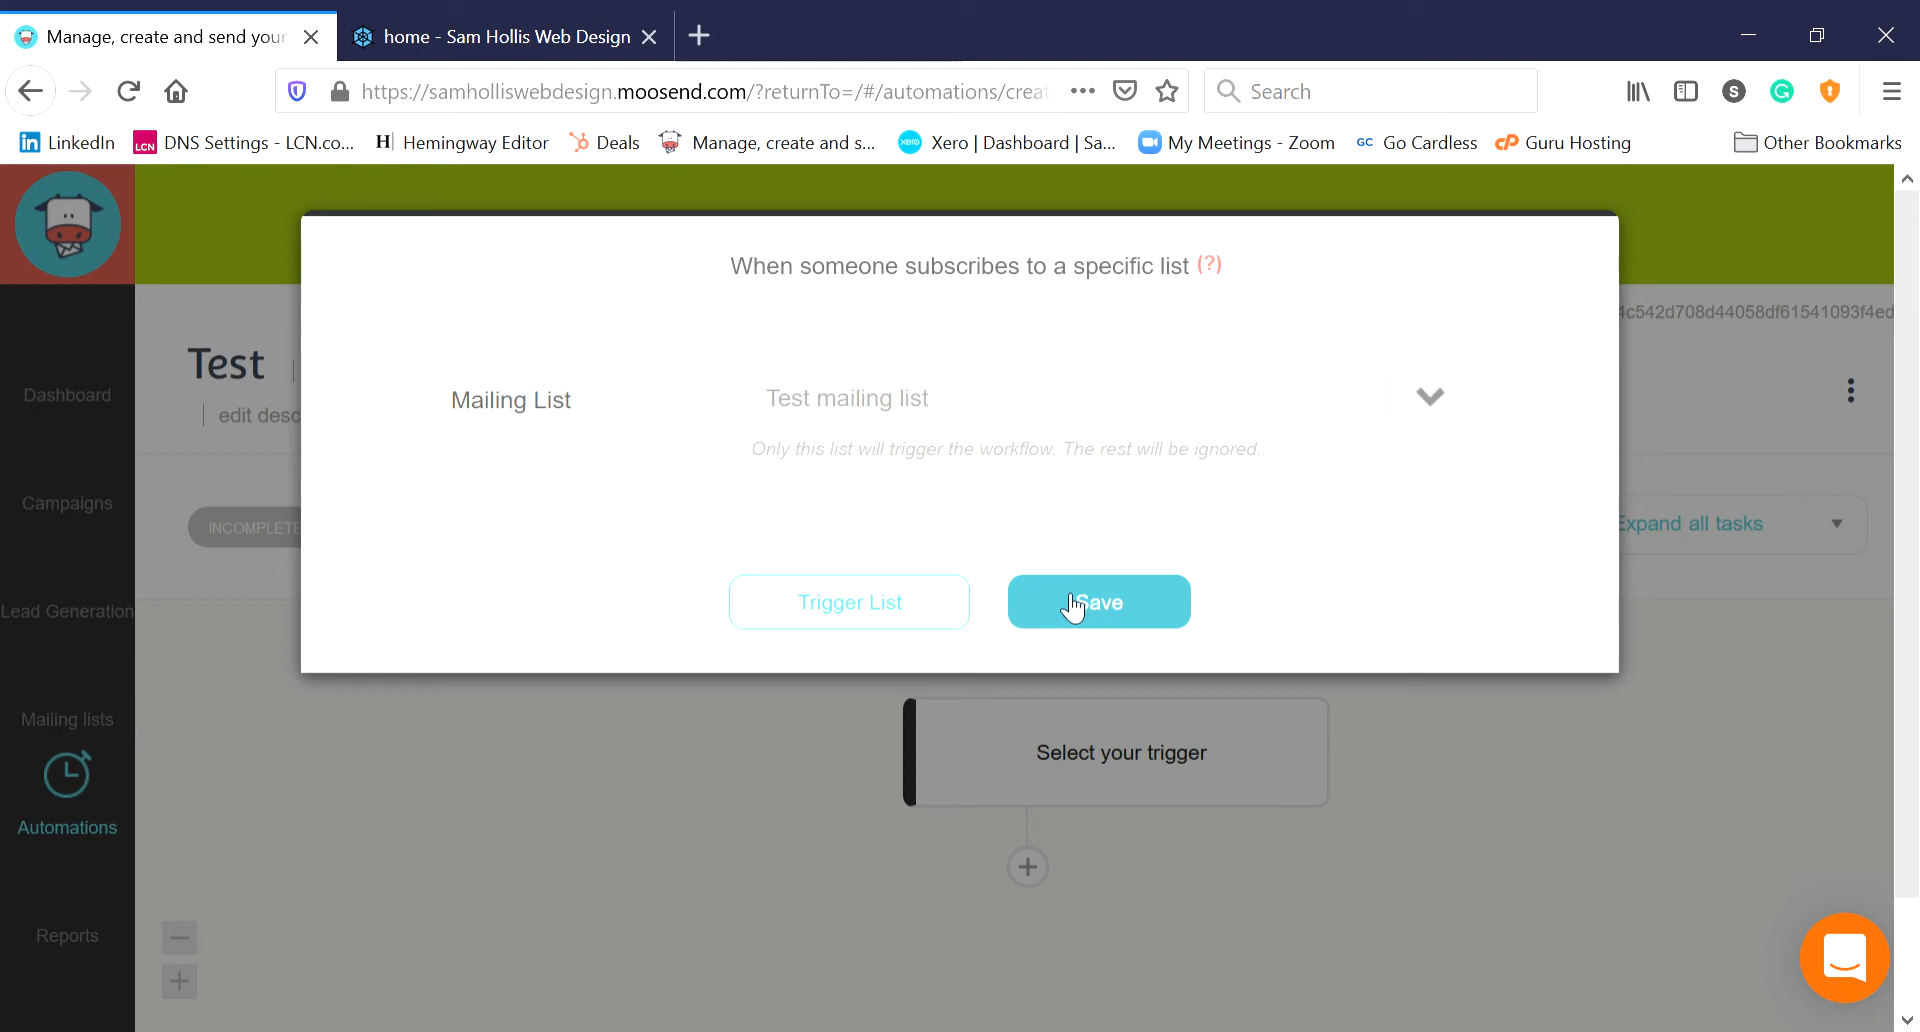 Manage, create and send your
home - Sam Hollis Web Design
https://samholliswebdesign.moosend.com/?returnTo=/#/automations/creat
Search
LinkedIn
LCN
DNS Settings - LCN.co...
H
Hemingway Editor
Deals
Manage, create and s...
xero
Xero | Dashboard | Sa...
My Meetings - Zoom
GC
Go Cardless
cP
Guru Hosting
Other Bookmarks
When someone subscribes to a specific list (?)
4c542d708d44058df61541093f4ed
Test
edit desc
Mailing List
Test mailing list
Only this list will trigger the workflow. The rest will be ignored.
INCOMPLETE
Expand all tasks
Trigger List
Save
Select your trigger
Dashboard
Campaigns
Lead Generation
Mailing lists
Automations
Reports